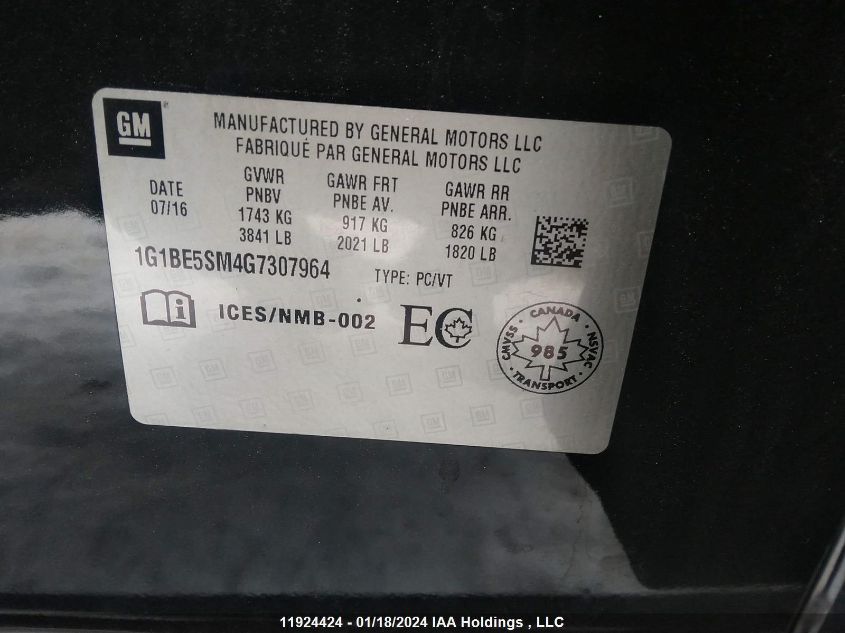 GM
MANUFACTURED BY GENERAL MOTORS LLC
FABRIQUÉ PAR GENERAL MOTORS LLC
DATE
07/16
GVWR
PNBV
1743 KG
3841 LB
GAWR FRT
PNBE AV.
917 KG
2021 LB
GAWR RR
PNBE ARR.
826 KG
1820 LB
1G1BE5SM4G7307964
TYPE: PC/VT
ICES/NMB-002
EC
CANADA
CMVSS
985
NSVAC
TRANSPORT
11924424 - 01/18/2024 IAA Holdings , LLC